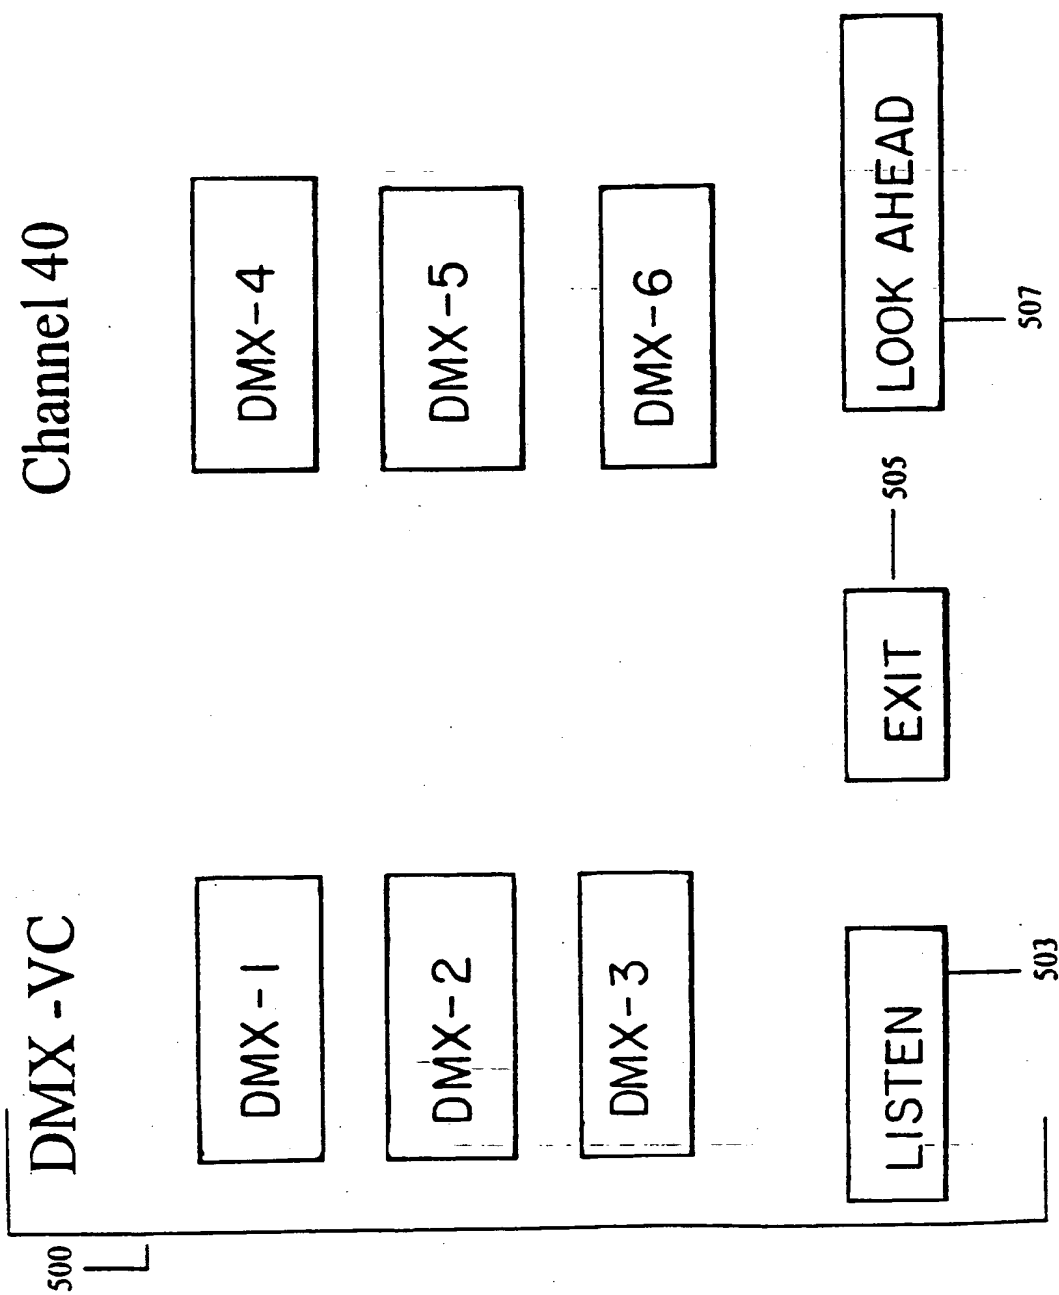 500
DMX-VC Channel 40
DMX-1 DMX-4
DMX-2 DMX-5
DMX-3 DMX-6
LISTEN EXIT LOOK AHEAD
503 505 507